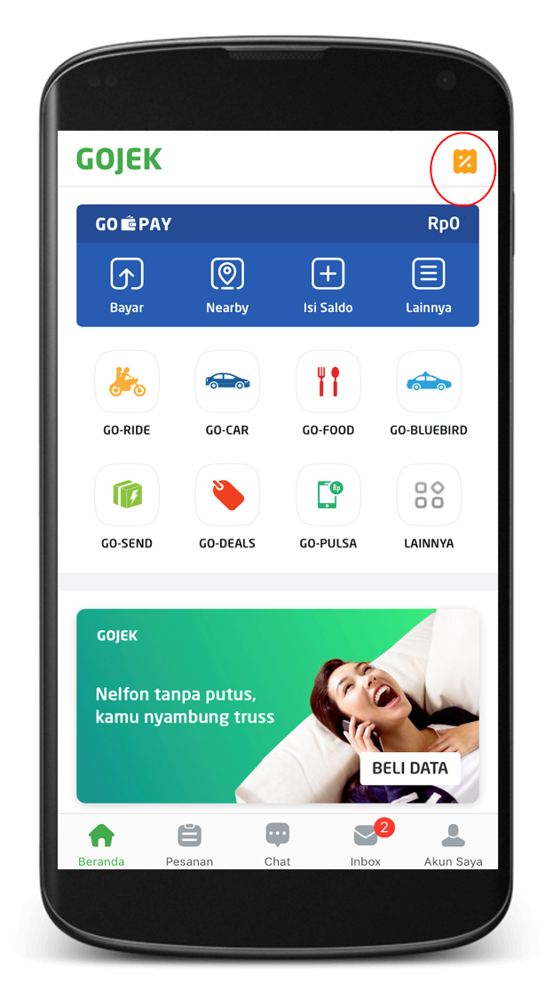 GOJEK
%
GO PAY Rp0
Bayar Nearby Isi Saldo Lainnya
GO-RIDE GO-CAR GO-FOOD GO-BLUEBIRD
Rp
GO-SEND GO-DEALS GO-PULSA LAINNYA
GOJEK
Nelfon tanpa putus,
kamu nyambung truss
BELI DATA
2
Beranda Pesanan Chat Inbox Akun Saya